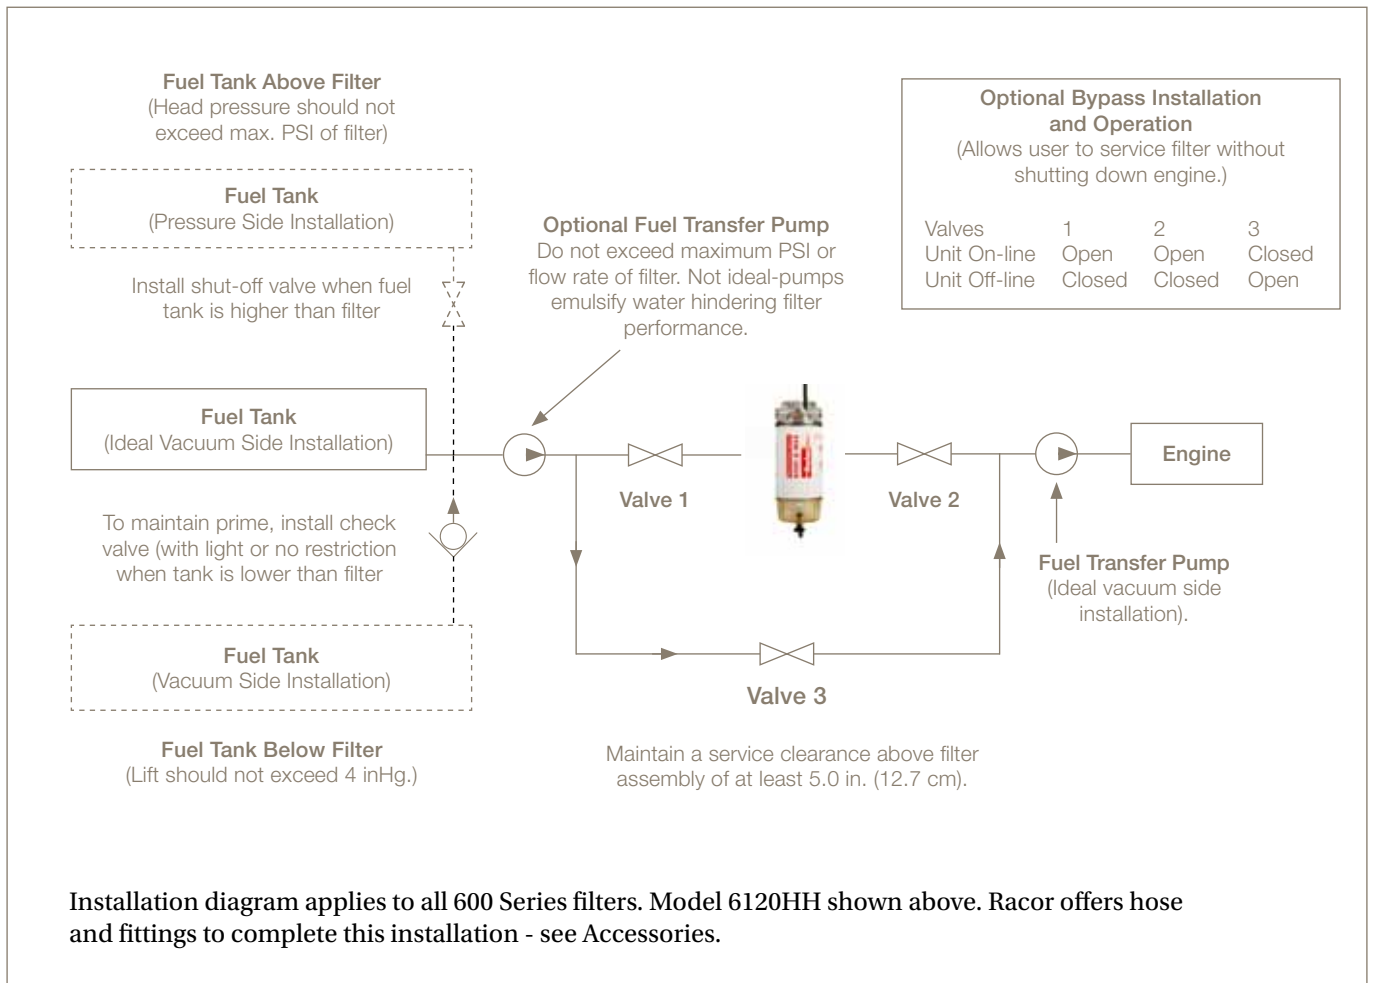 Fuel Tank Above Filter
(Head pressure should not
exceed max. PSI of filter)
Fuel Tank
(Pressure Side Installation)
Install shut-off valve when fuel
tank is higher than filter
Fuel Tank
(Ideal Vacuum Side Installation)
To maintain prime, install check
valve (with light or no restriction
when tank is lower than filter
Fuel Tank
(Vacuum Side Installation)
Fuel Tank Below Filter
(Lift should not exceed 4 inHg.)
Optional Fuel Transfer Pump
Do not exceed maximum PSI or
flow rate of filter. Not ideal-pumps
emulsify water hindering filter
performance.
Optional Bypass Installation
and Operation
(Allows user to service filter without
shutting down engine.)
Valves 1 2 3
Unit On-line Open Open Closed
Unit Off-line Closed Closed Open
Valve 1
Valve 2
Engine
Fuel Transfer Pump
(Ideal vacuum side
installation).
Valve 3
Maintain a service clearance above filter
assembly of at least 5.0 in. (12.7 cm).
Installation diagram applies to all 600 Series filters. Model 6120HH shown above. Racor offers hose
and fittings to complete this installation - see Accessories.